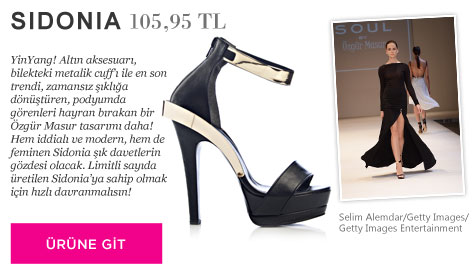 SIDONIA 105,95 TL
YinYang! Altın aksesuarı,
bilekteki metalik cuff'ı ile en son
trendi, zamansız şıklığa
dönüştüren, podyumda
görenleri hayran bırakan bir
Özgür Masur tasarımı daha!
Hem iddialı ve modern, hem de
feminen Sidonia şık davetlerin
gözdesi olacak. Limitli sayıda
üretilen Sidonia'ya sahip olmak
için hızlı davranmalısın!
ÜRÜNE GİT
SOUL
BY
Özgür Masur
Selim Alemdar/Getty Images/
Getty Images Entertainment